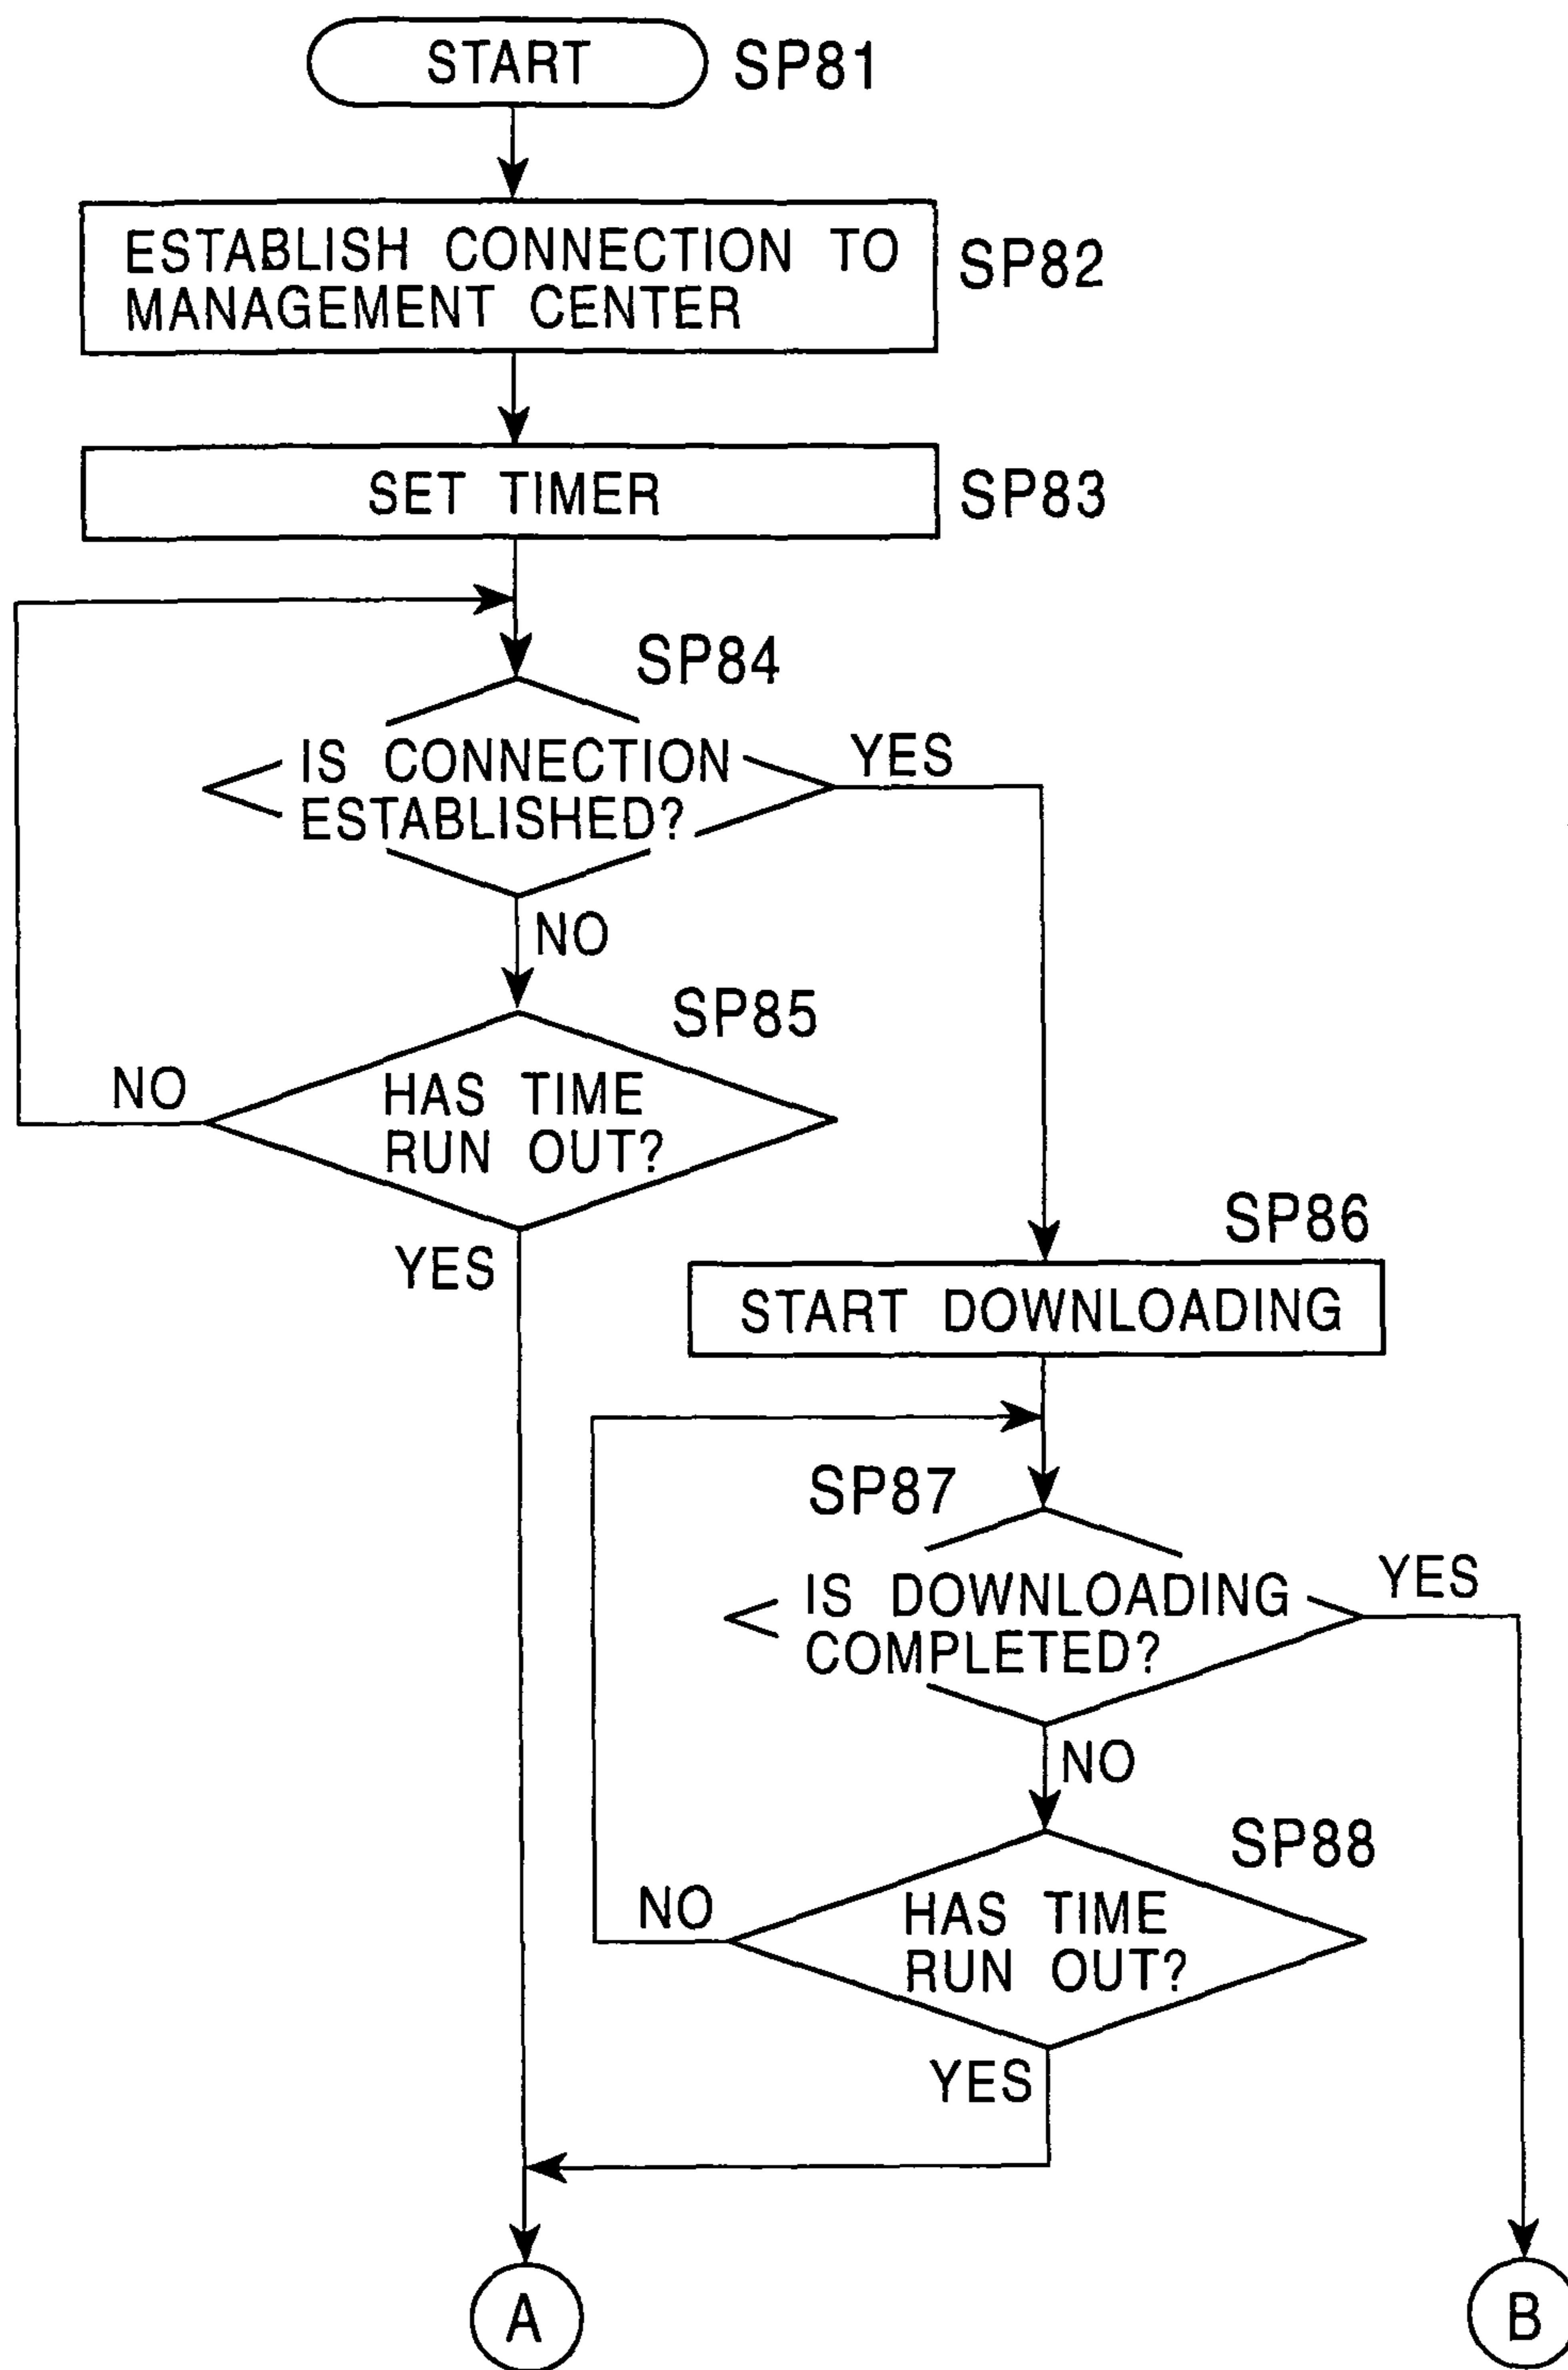 START
SP81
ESTABLISH CONNECTION TO
MANAGEMENT CENTER
SP82
SET TIMER
SP83
SP84
IS CONNECTION
ESTABLISHED?
YES
NO
SP85
HAS TIME
RUN OUT?
NO
YES
SP86
START DOWNLOADING
SP87
IS DOWNLOADING
COMPLETED?
YES
NO
SP88
HAS TIME
RUN OUT?
NO
YES
A
B